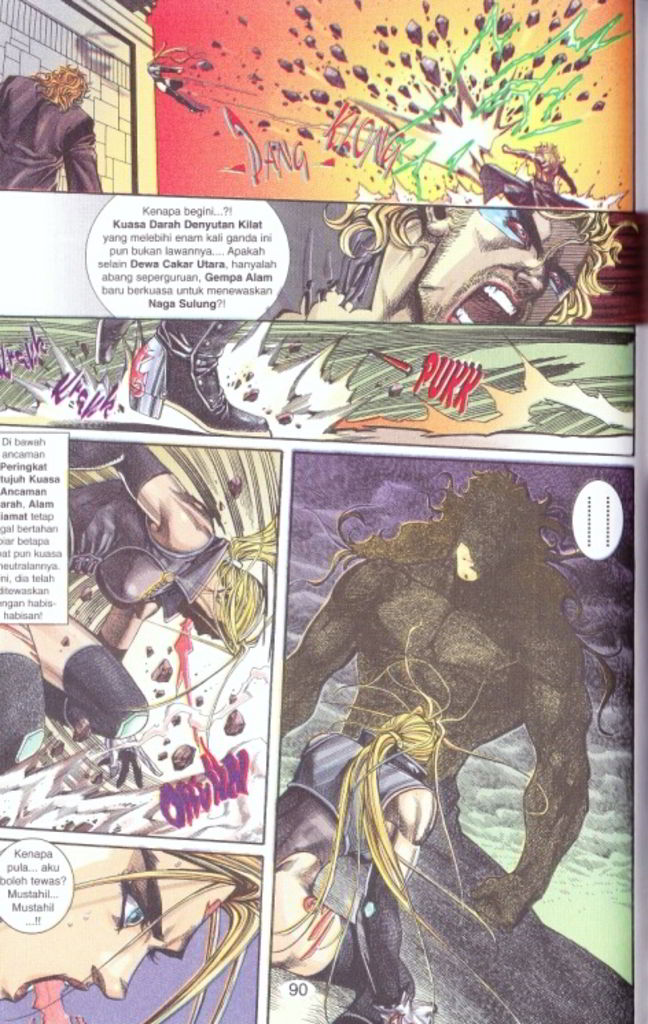 DANG
KLONG
Kenapa begini...?!
Kuasa Darah Denyutan Kilat
yang melebihi enam kali ganda ini
pun bukan lawannya.... Apakah
selain Dewa Cakar Utara, hanyalah
abang seperguruan, Gempa Alam
baru berkuasa untuk menewaskan
Naga Sulung?!
PUKK
Di bawah
ancaman
Peringkat
tujuh Kuasa
Ancaman
arah, Alam
iamat tetap
gal bertahan
biar betapa
pat pun kuasa
neutralannya.
ni, dia telah
ditewaskan
engan habis-
habisan!
Kenapa
pula... aku
boleh tewas?
Mustahil...
Mustahil
...!!
90